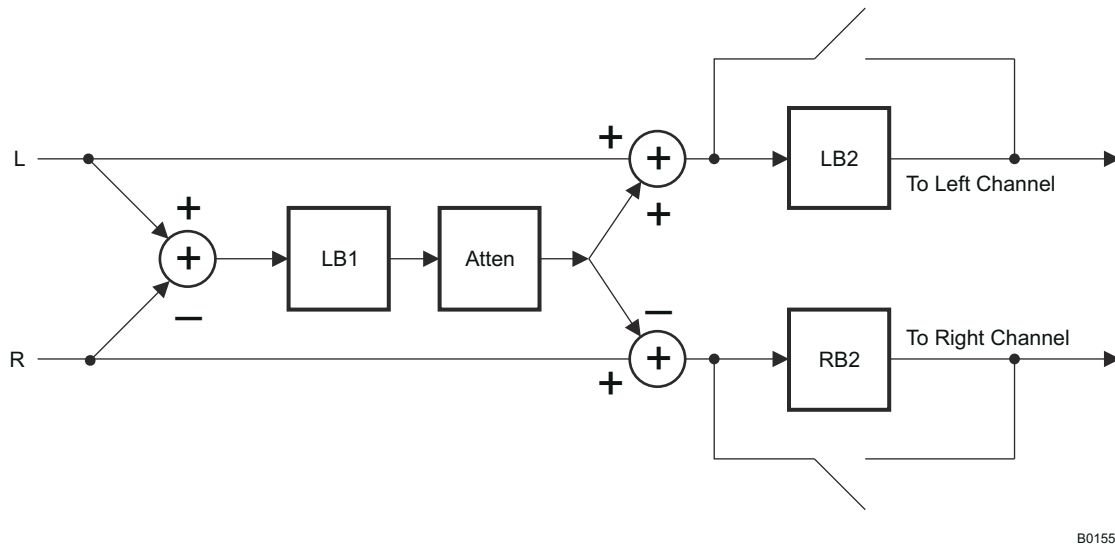 L
+
+
+
+
LB2
To Left Channel
+
+
LB1
Atten
−
−
R
+
+
RB2
To Right Channel
B0155